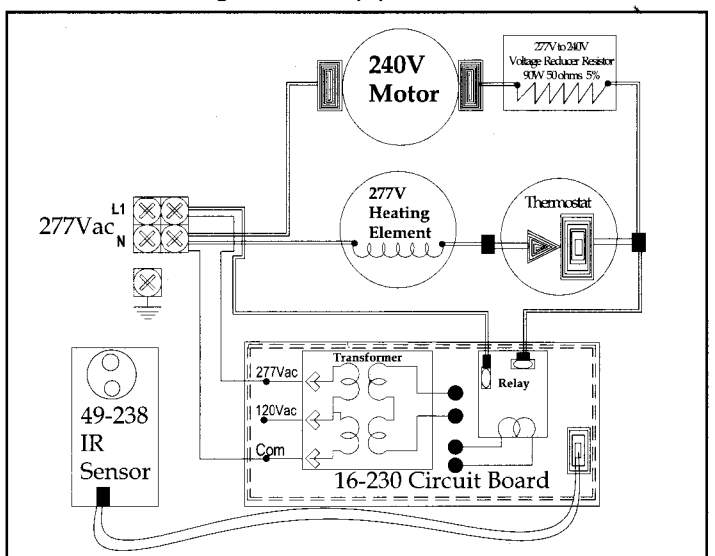 240V
Motor
277V to 240V
Voltage Reducer Resistor
90W 50 ohms 5%
L1
277Vac
N
277V
Heating
Element
Thermostat
Transformer
277Vac
120Vac
Com
Relay
49-238
IR
Sensor
16-230 Circuit Board